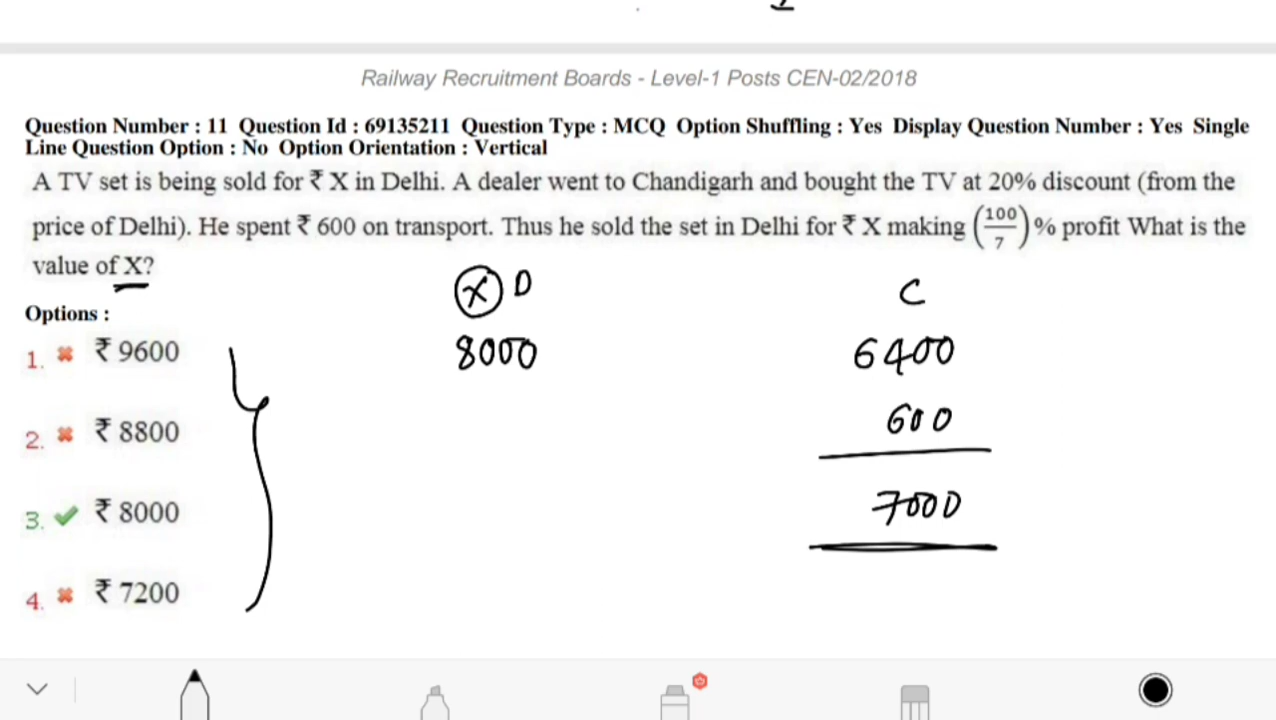 Railway Recruitment Boards - Level-1 Posts CEN-02/2018
Question Number : 11 Question Id : 69135211 Question Type : MCQ Option Shuffling : Yes Display Question Number : Yes Single
Line Question Option : No Option Orientation : Vertical
A TV set is being sold for ₹ X in Delhi. A dealer went to Chandigarh and bought the TV at 20% discount (from the
price of Delhi). He spent ₹ 600 on transport. Thus he sold the set in Delhi for ₹ X making (100/7)% profit What is the
value of X?
X D
C
Options :
1. ✖ ₹ 9600
8000
6400
600
2. ✖ ₹ 8800
3. ✔ ₹ 8000
7000
4. ✖ ₹ 7200